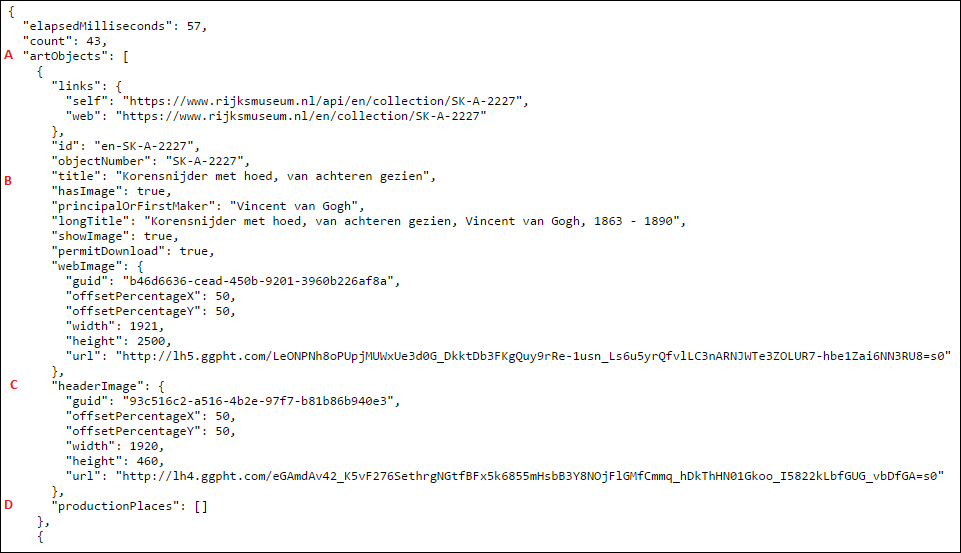 {
"elapsedMilliseconds": 57,
"count": 43,
A "artObjects": [
{
"links": {
"self": "https://www.rijksmuseum.nl/api/en/collection/SK-A-2227",
"web": "https://www.rijksmuseum.nl/en/collection/SK-A-2227"
},
"id": "en-SK-A-2227",
"objectNumber": "SK-A-2227",
B "title": "Korensnijder met hoed, van achteren gezien",
"hasImage": true,
"principalOrFirstMaker": "Vincent van Gogh",
"longTitle": "Korensnijder met hoed, van achteren gezien, Vincent van Gogh, 1863 - 1890",
"showImage": true,
"permitDownload": true,
"webImage": {
"guid": "b46d6636-cead-450b-9201-3960b226af8a",
"offsetPercentageX": 50,
"offsetPercentageY": 50,
"width": 1921,
"height": 2500,
"url": "http://lh5.ggpht.com/LeONPNh8oPUpjMUWxUe3d0G_DkktDb3FKgQuy9rRe-1usn_Ls6u5yrQfvlLC3nARNJWTe3ZOLUR7-hbe1Zai6NN3RU8=s0"
},
C "headerImage": {
"guid": "93c516c2-a516-4b2e-97f7-b81b86b940e3",
"offsetPercentageX": 50,
"offsetPercentageY": 50,
"width": 1920,
"height": 460,
"url": "http://lh4.ggpht.com/eGAmdAv42_K5vF276SethrgNGtfBFx5k6855mHsbB3Y8NOjFlGMfCmmq_hDkThHN01Gkoo_I5822kLbfGUG_vbDfGA=s0"
},
D "productionPlaces": []
},
{